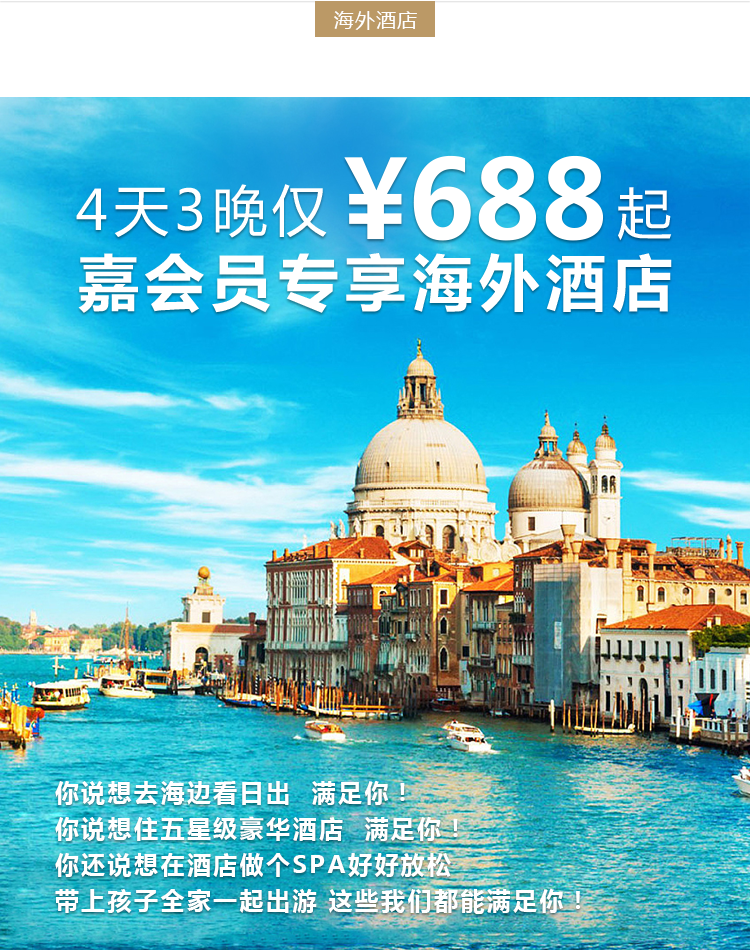 海外酒店
4天3晚仅 ¥688起
嘉会员专享海外酒店
你说想去海边看日出 满足你！
你说想住五星级豪华酒店 满足你！
你还说想在酒店做个SPA好好放松
带上孩子全家一起出游 这些我们都能满足你！